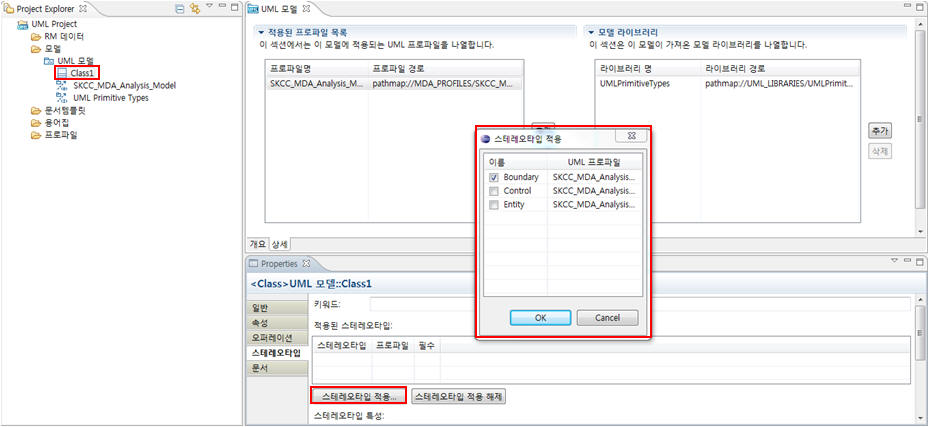 Project Explorer
UML Project
RM 데이터
모델
UML 모델
Class1
SKCC_MDA_Analysis_Model
UML Primitive Types
문서템플릿
용어집
프로파일
UML 모델
적용된 프로파일 목록
이 섹션에서는 이 모델에 적용되는 UML 프로파일을 나열합니다.
프로파일명 프로파일 경로
SKCC_MDA_Analysis_M... pathmap://MDA_PROFILES/SKCC_M...
모델 라이브러리
이 섹션은 이 모델이 가져온 모델 라이브러리를 나열합니다.
라이브러리 명 라이브러리 경로
UMLPrimitiveTypes pathmap://UML_LIBRARIES/UMLPrimit...
추가
삭제
스테레오타입 적용
이름 UML 프로파일
Boundary SKCC_MDA_Analysis...
Control SKCC_MDA_Analysis...
Entity SKCC_MDA_Analysis...
OK Cancel
개요 상세
Properties
<Class>UML 모델::Class1
일반
속성
오퍼레이션
스테레오타입
문서
키워드:
적용된 스테레오타입:
스테레오타입 프로파일 필수
스테레오타입 적용... 스테레오타입 적용 해제
스테레오타입 특성: